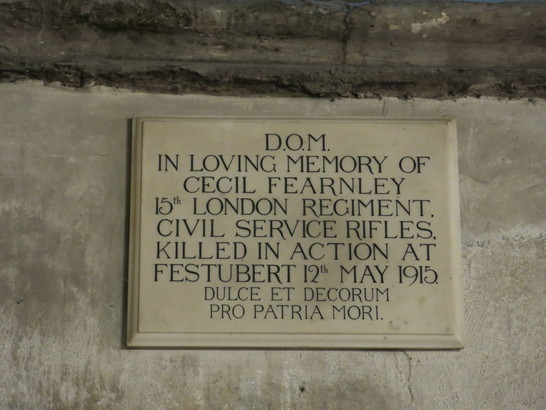 D.O.M.
IN LOVING MEMORY OF
CECIL FEARNLEY
15th LONDON REGIMENT.
CIVIL SERVICE RIFLES.
KILLED IN ACTION AT
FESTUBERT 12th MAY 1915.
DULCE ET DECORUM
PRO PATRIA MORI.